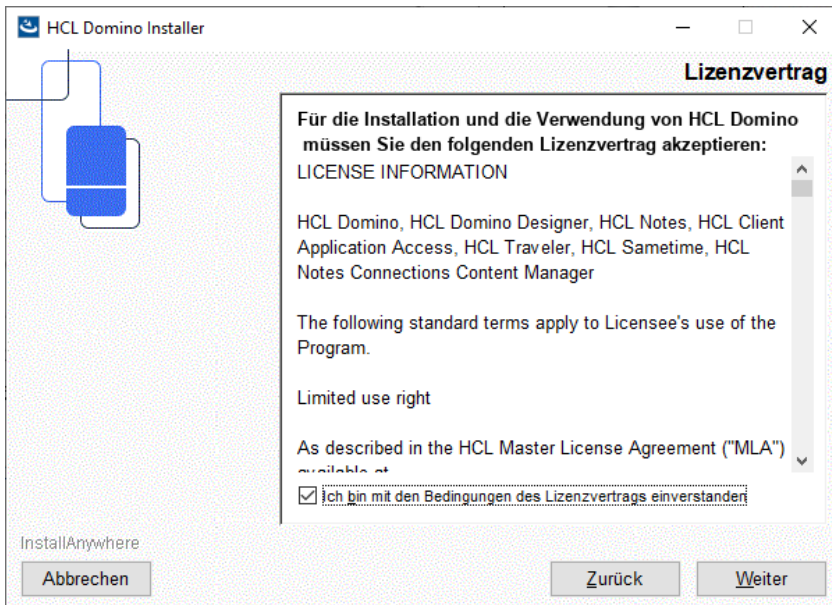 HCL Domino Installer
Lizenzvertrag
Für die Installation und die Verwendung von HCL Domino
müssen Sie den folgenden Lizenzvertrag akzeptieren:
LICENSE INFORMATION
HCL Domino, HCL Domino Designer, HCL Notes, HCL Client
Application Access, HCL Traveler, HCL Sametime, HCL
Notes Connections Content Manager
The following standard terms apply to Licensee's use of the
Program.
Limited use right
As described in the HCL Master License Agreement ("MLA")
available at
Ich bin mit den Bedingungen des Lizenzvertrags einverstanden
InstallAnywhere
Abbrechen
Zurück
Weiter